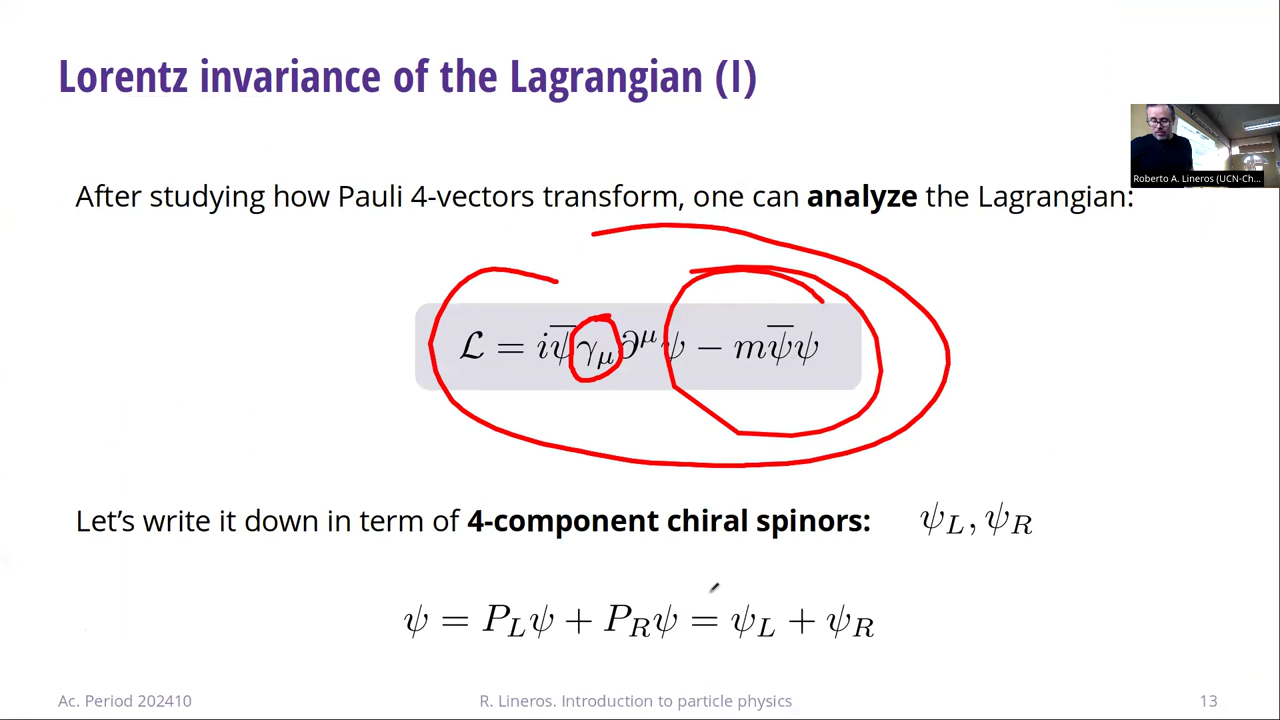 Lorentz invariance of the Lagrangian (I)
Roberto A. Lineros (UCN-Ch...
After studying how Pauli 4-vectors transform, one can analyze the Lagrangian:
ℒ = iψ̅γ_μ∂^μψ − mψ̅ψ
Let's write it down in term of 4-component chiral spinors: ψ_L, ψ_R
ψ = P_Lψ + P_Rψ = ψ_L + ψ_R
Ac. Period 202410
R. Lineros. Introduction to particle physics
13